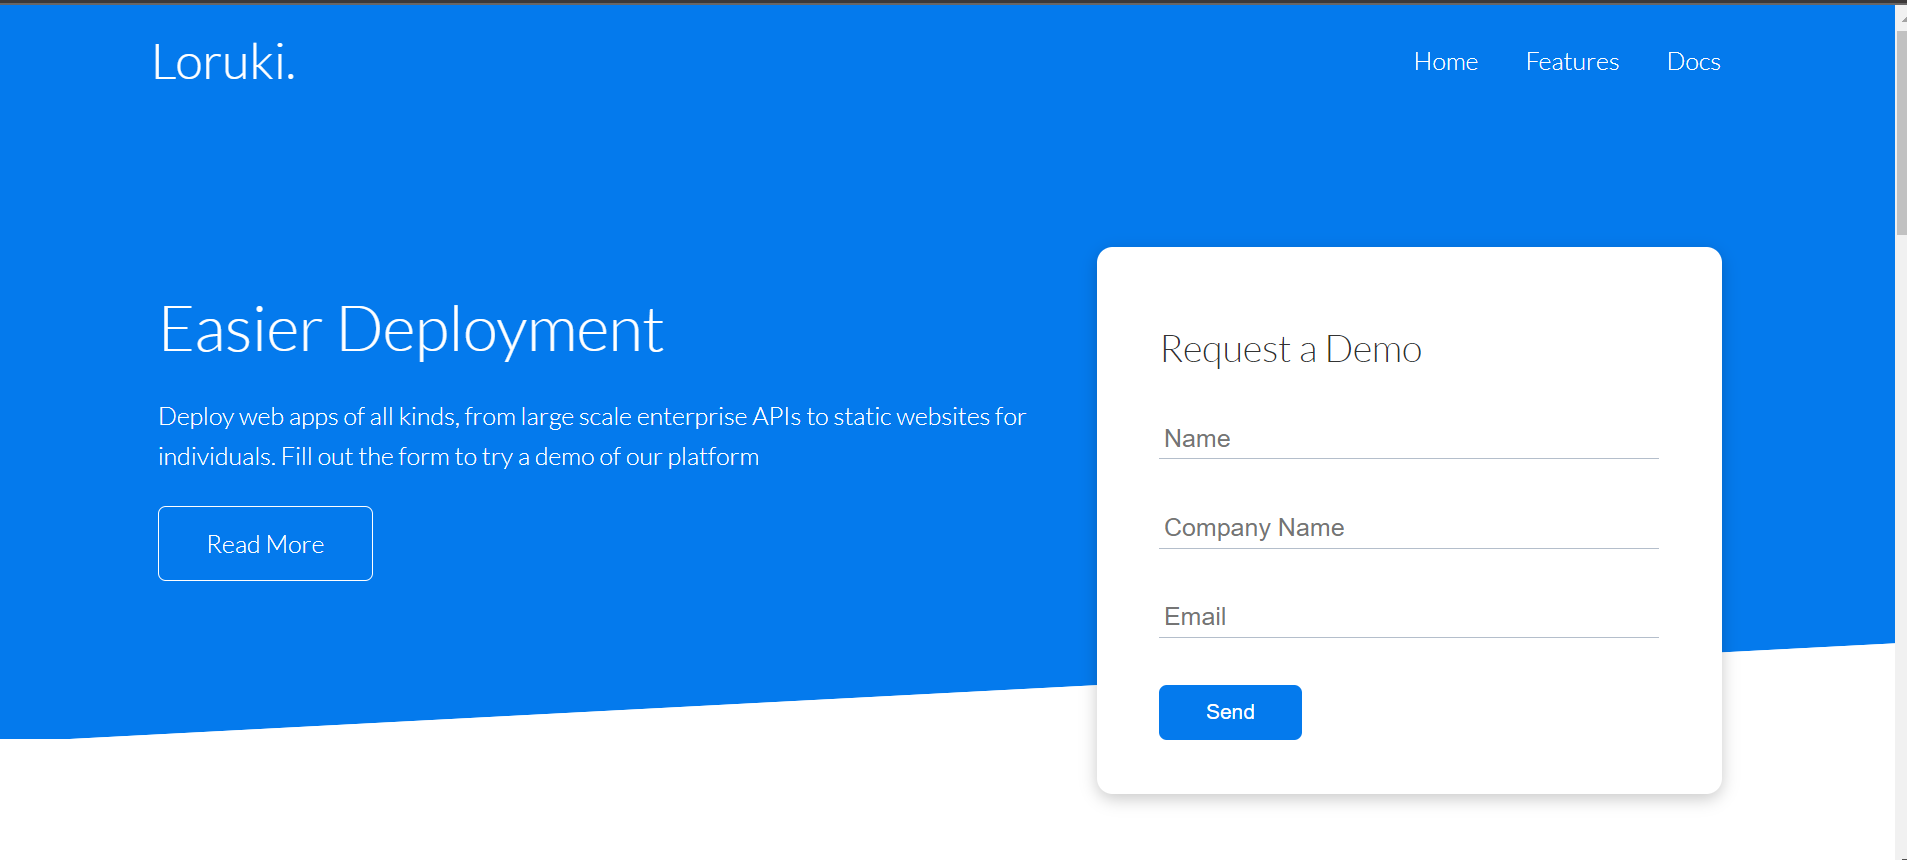 Loruki.
Home Features Docs
Easier Deployment
Deploy web apps of all kinds, from large scale enterprise APIs to static websites for
individuals. Fill out the form to try a demo of our platform
Read More
Request a Demo
Name
Company Name
Email
Send